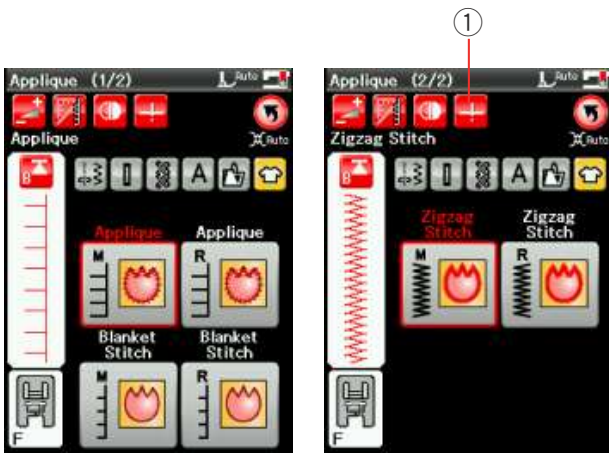 ①
Applique (1/2) Auto
Applique Auto
B
A
Applique Applique
M R
Blanket Stitch Blanket Stitch
M R
F
Applique (2/2) Auto
Zigzag Stitch Auto
B
A
Zigzag Stitch Zigzag Stitch
M R
F